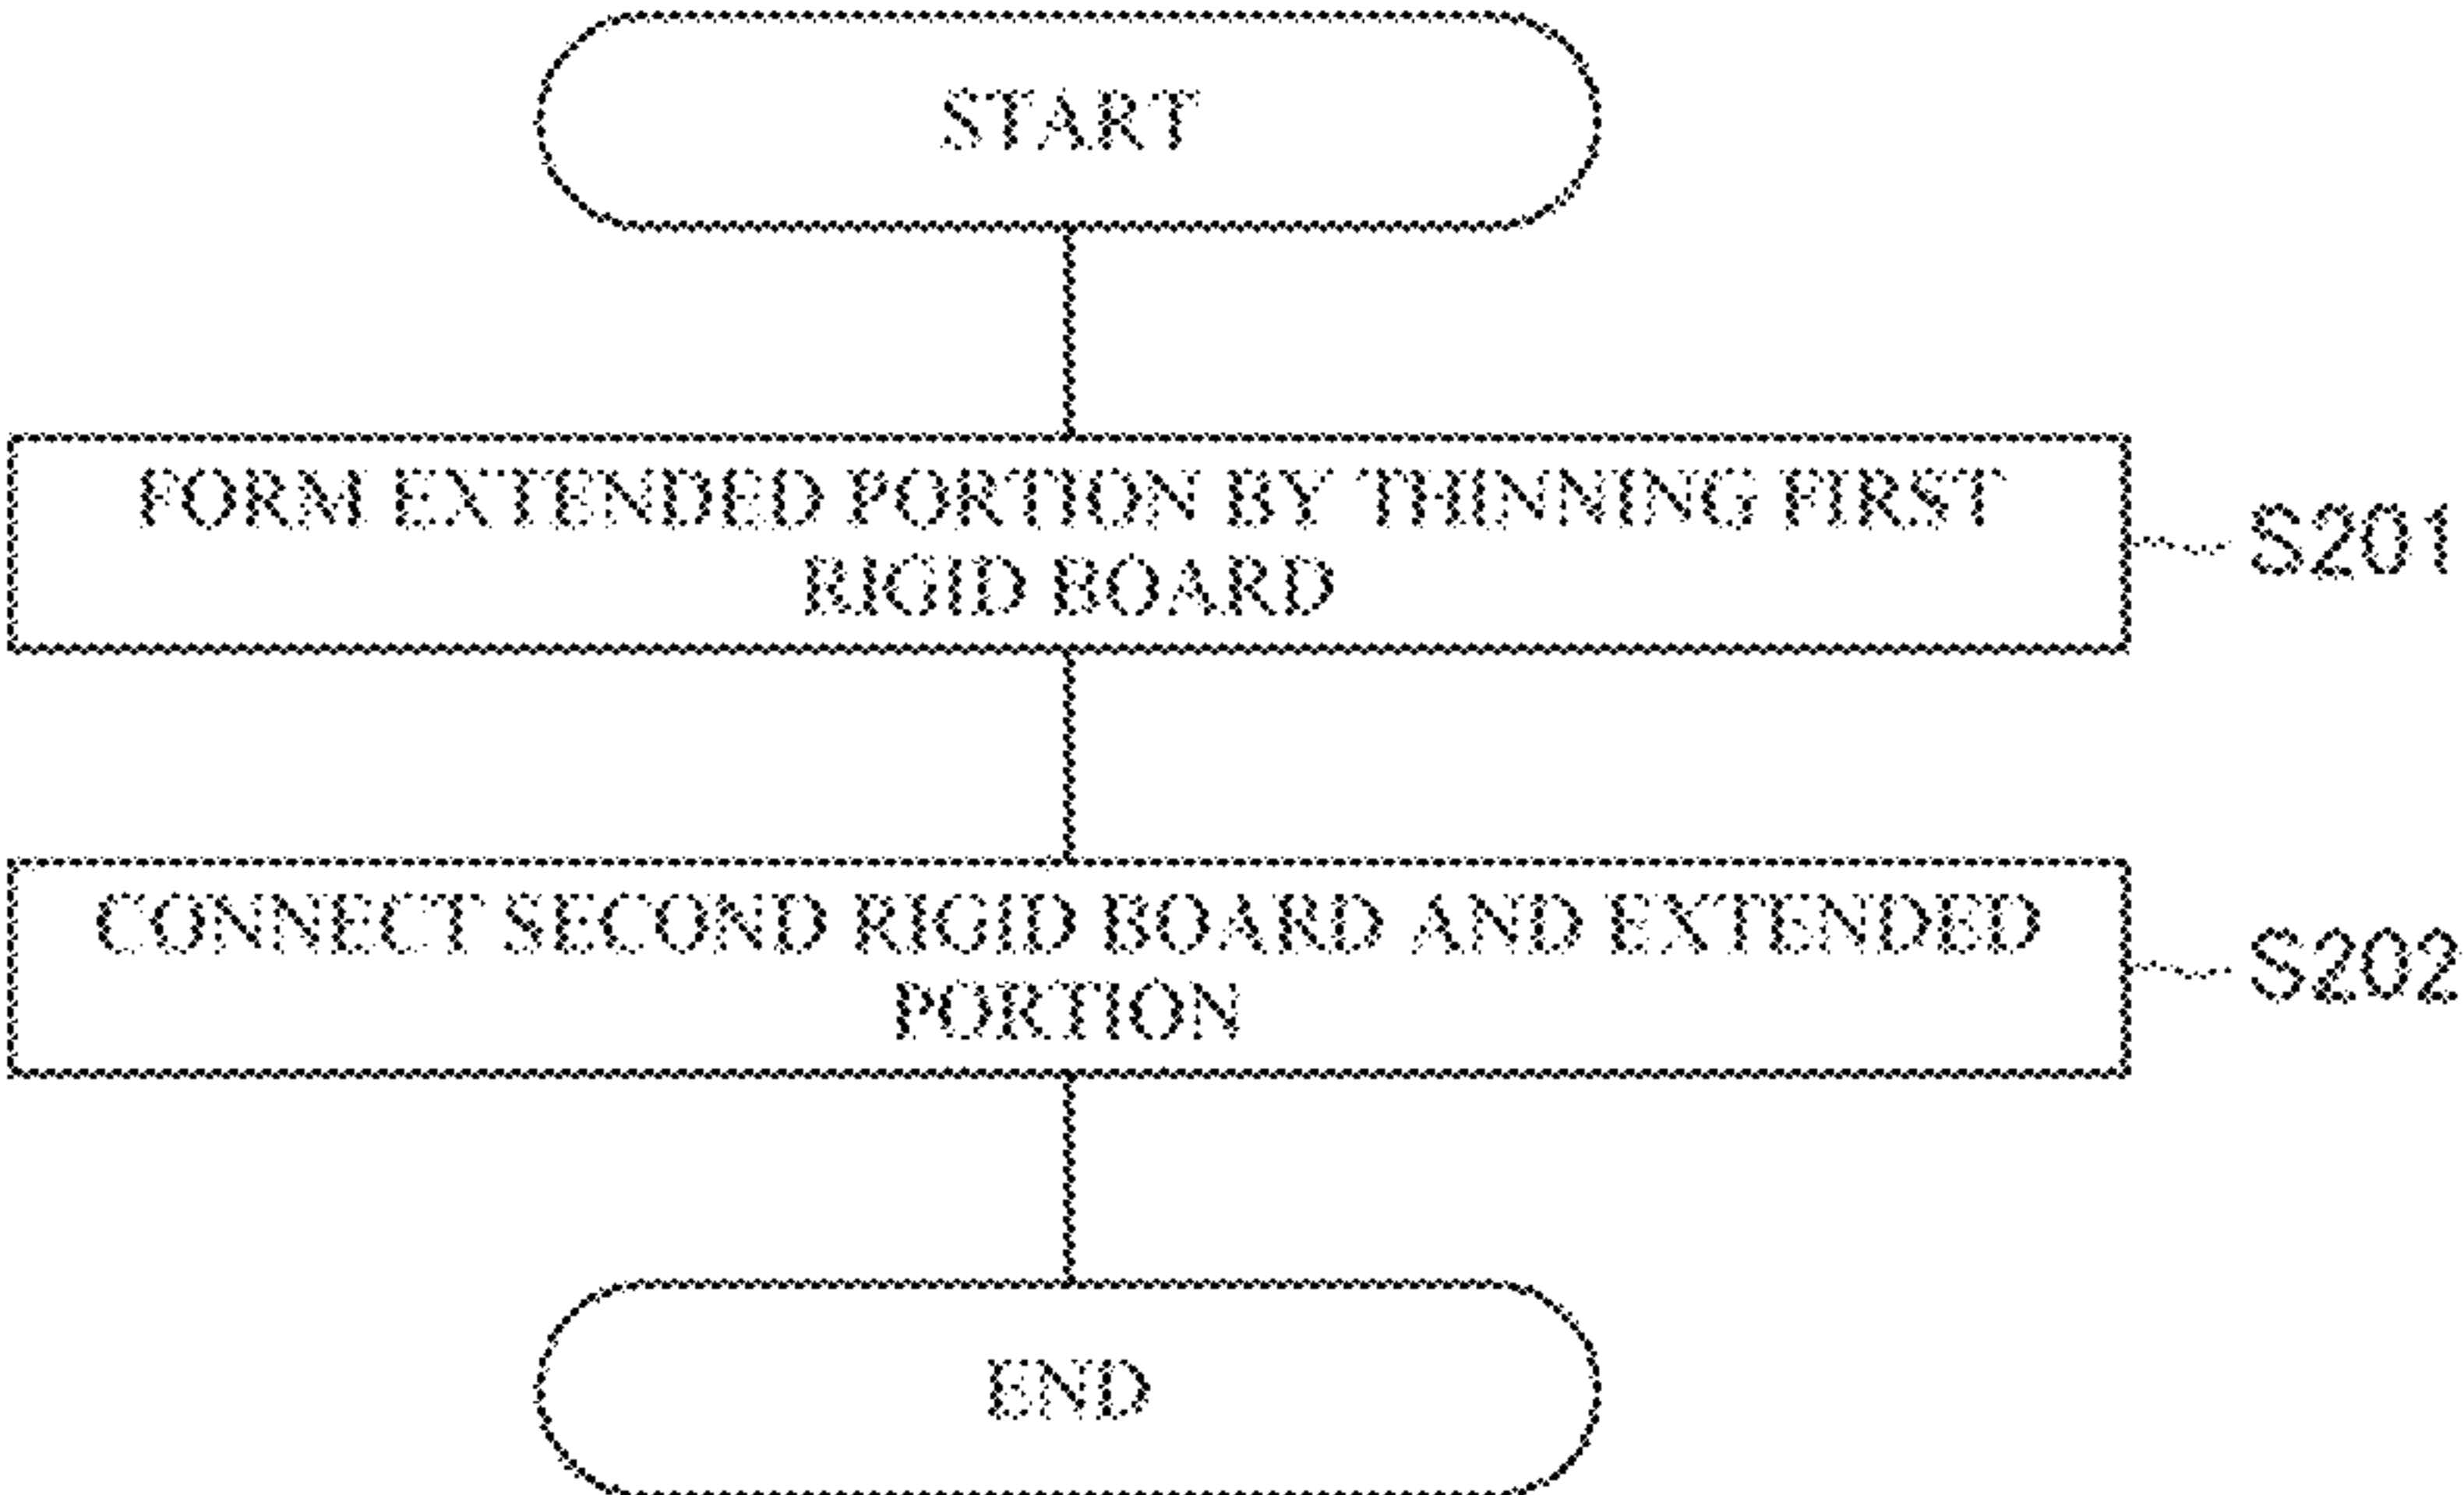 START
FORM EXTENDED PORTION BY THINNING FIRST
RIGID BOARD
S201
CONNECT SECOND RIGID BOARD AND EXTENDED
PORTION
S202
END